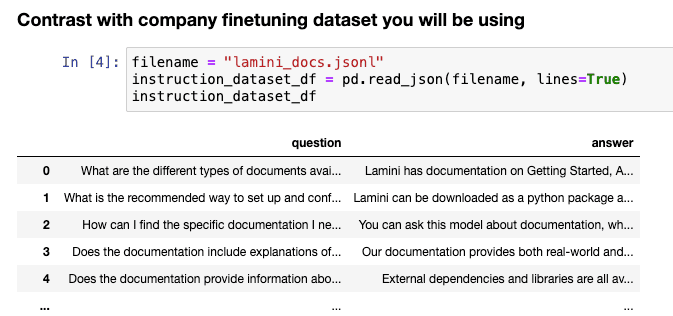 Contrast with company finetuning dataset you will be using
In [4]: filename = "lamini_docs.jsonl"
instruction_dataset_df = pd.read_json(filename, lines=True)
instruction_dataset_df
question answer
0 What are the different types of documents avai... Lamini has documentation on Getting Started, A...
1 What is the recommended way to set up and conf... Lamini can be downloaded as a python package a...
2 How can I find the specific documentation I ne... You can ask this model about documentation, wh...
3 Does the documentation include explanations of... Our documentation provides both real-world and...
4 Does the documentation provide information abo... External dependencies and libraries are all av...
... ... ...